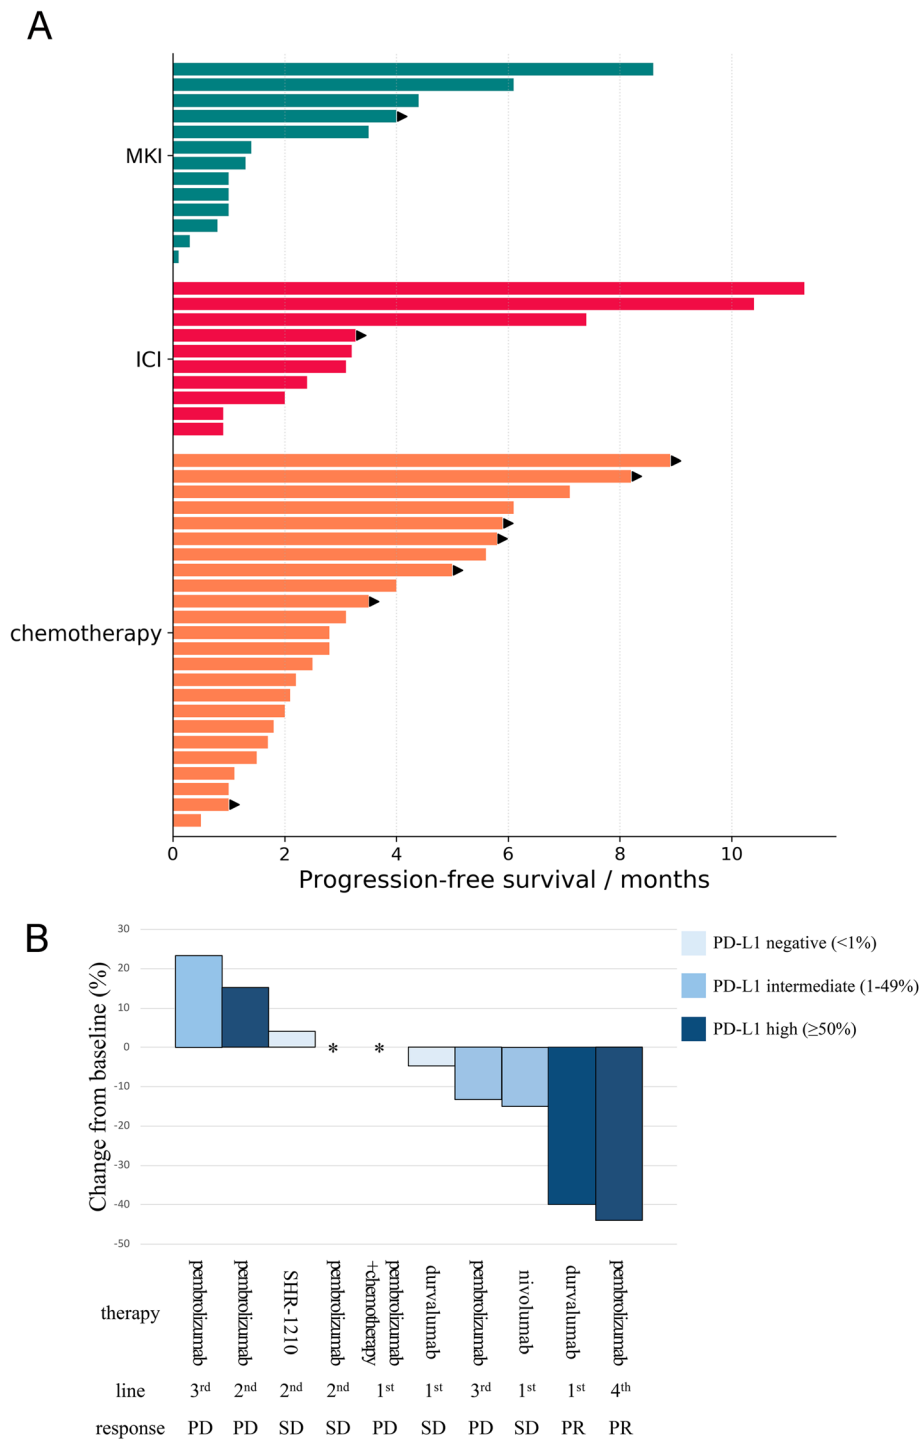 A
MKI
ICI
chemotherapy
0 2 4 6 8 10
Progression-free survival / months
B
Change from baseline (%)
30
20
10
0
-10
-20
-30
-40
-50
* *
PD-L1 negative (<1%)
PD-L1 intermediate (1-49%)
PD-L1 high (≥50%)
therapy
pembrolizumab
pembrolizumab
SHR-1210
pembrolizumab
pembrolizumab
+chemotherapy
durvalumab
pembrolizumab
nivolumab
durvalumab
pembrolizumab
line 3rd 2nd 2nd 2nd 1st 1st 3rd 1st 1st 4th
response PD PD SD SD PD SD PD SD PR PR